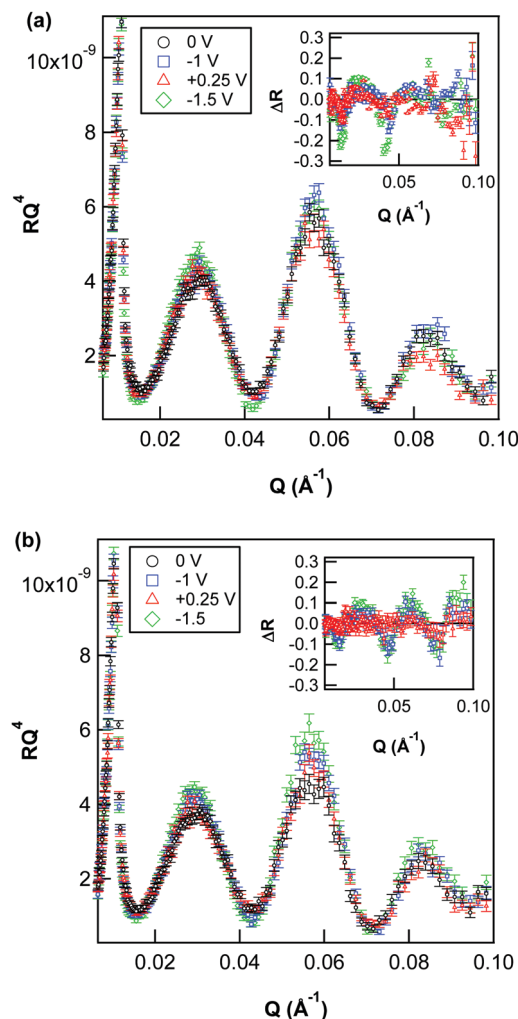 (a)
10x10⁻⁹
8
6
4
2
RQ⁴
0 V
-1 V
+0.25 V
-1.5 V
0.3
0.2
0.1
0.0
-0.1
-0.2
-0.3
ΔR
0.05
0.10
Q (Å⁻¹)
0.02
0.04
0.06
0.08
0.10
Q (Å⁻¹)
(b)
10x10⁻⁹
8
6
4
2
RQ⁴
0 V
-1 V
+0.25 V
-1.5
0.3
0.2
0.1
0.0
-0.1
-0.2
-0.3
ΔR
0.05
0.10
Q (Å⁻¹)
0.02
0.04
0.06
0.08
0.10
Q (Å⁻¹)